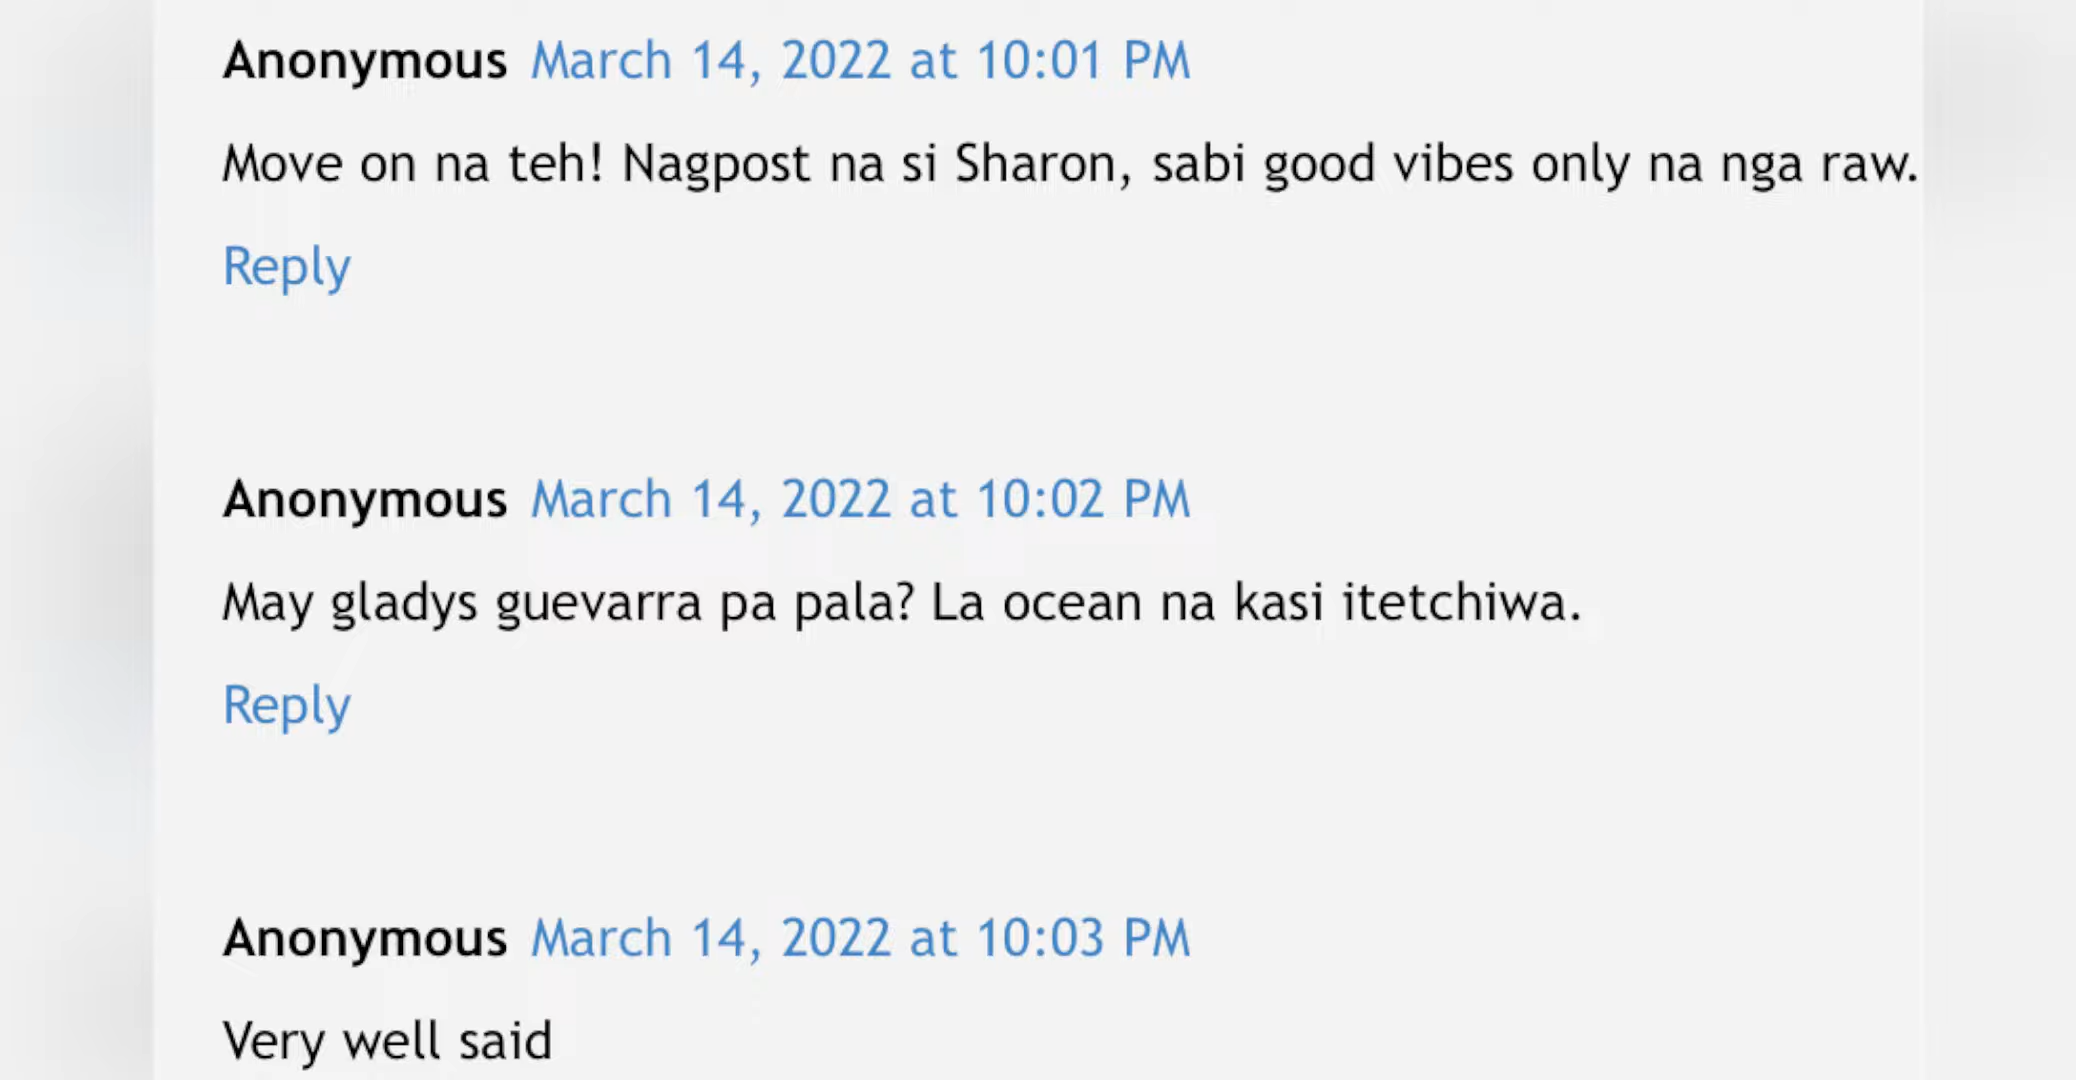 Anonymous March 14, 2022 at 10:01 PM
Move on na teh! Nagpost na si Sharon, sabi good vibes only na nga raw.
Reply
Anonymous March 14, 2022 at 10:02 PM
May gladys guevarra pa pala? La ocean na kasi itetchiwa.
Reply
Anonymous March 14, 2022 at 10:03 PM
Very well said